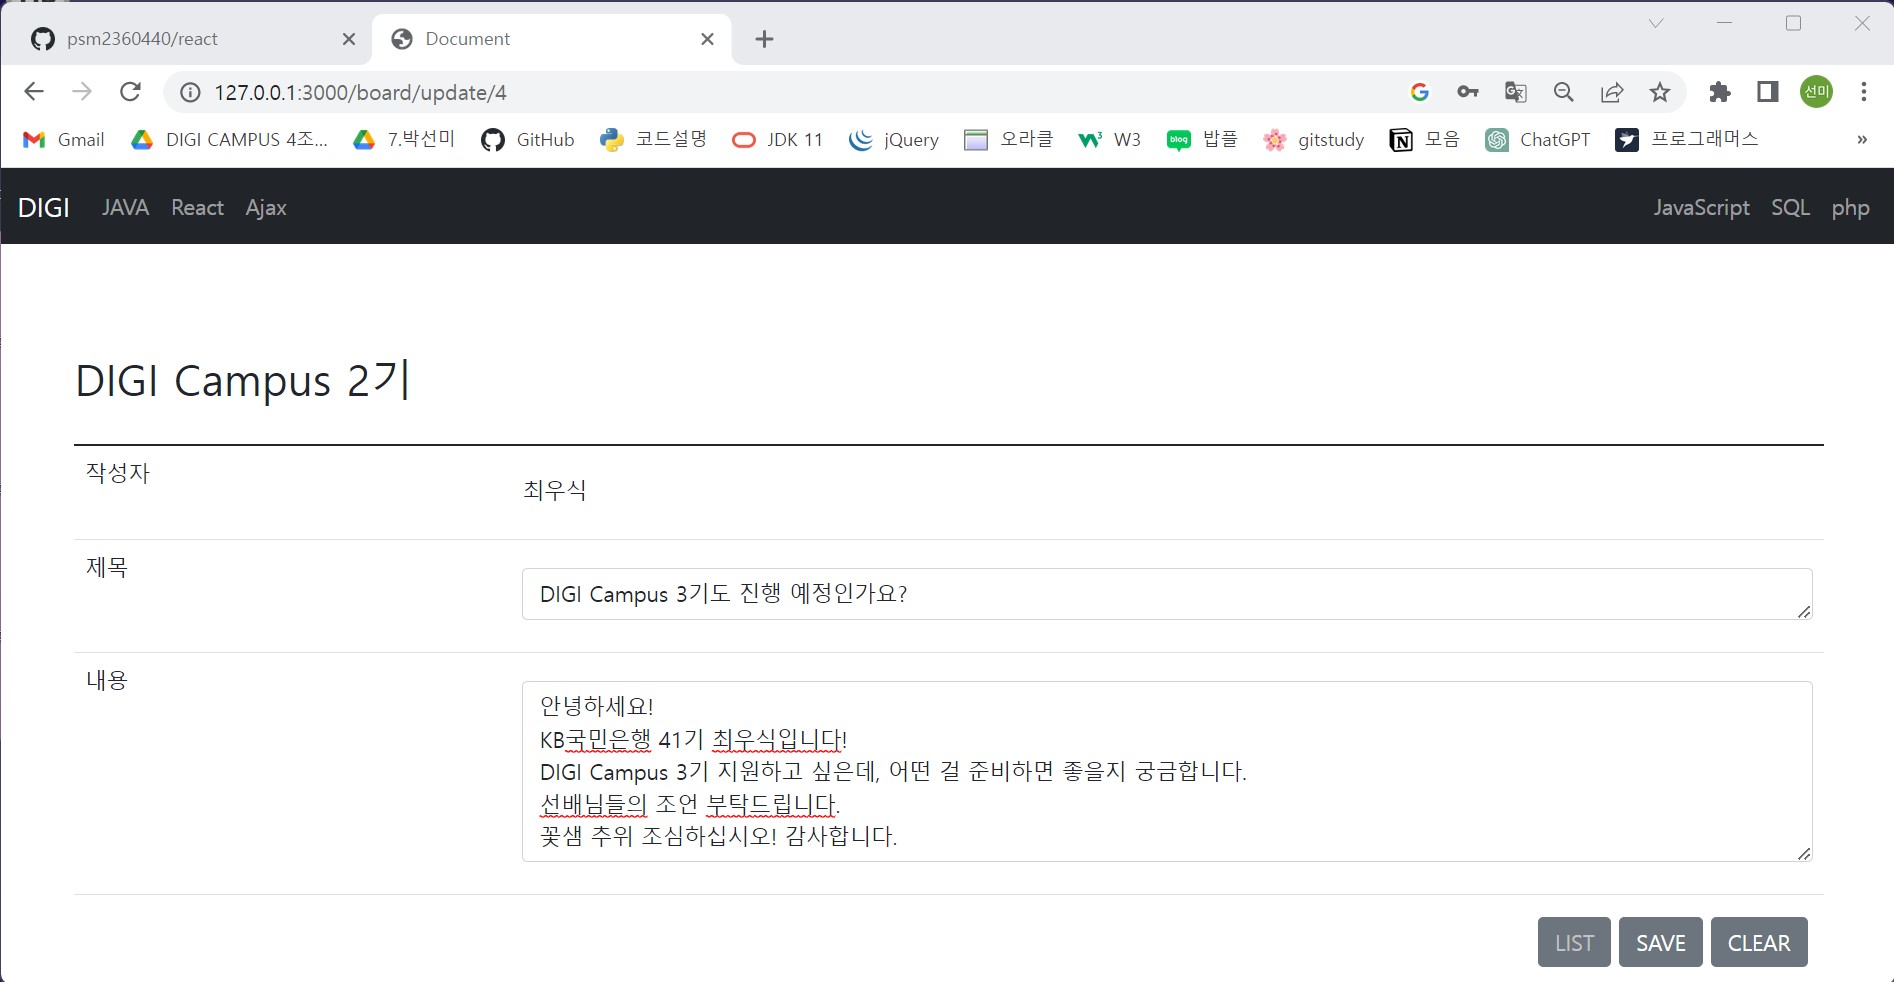 psm2360440/react
Document
127.0.0.1:3000/board/update/4
선미
Gmail
DIGI CAMPUS 4조...
7.박선미
GitHub
코드설명
JDK 11
jQuery
오라클
W3
blog
밥플
gitstudy
모음
ChatGPT
프로그래머스
»
DIGI JAVA React Ajax JavaScript SQL php
DIGI Campus 2기
작성자
최우식
제목
DIGI Campus 3기도 진행 예정인가요?
내용
안녕하세요!
KB국민은행 41기 최우식입니다!
DIGI Campus 3기 지원하고 싶은데, 어떤 걸 준비하면 좋을지 궁금합니다.
선배님들의 조언 부탁드립니다.
꽃샘 추위 조심하십시오! 감사합니다.
LIST SAVE CLEAR